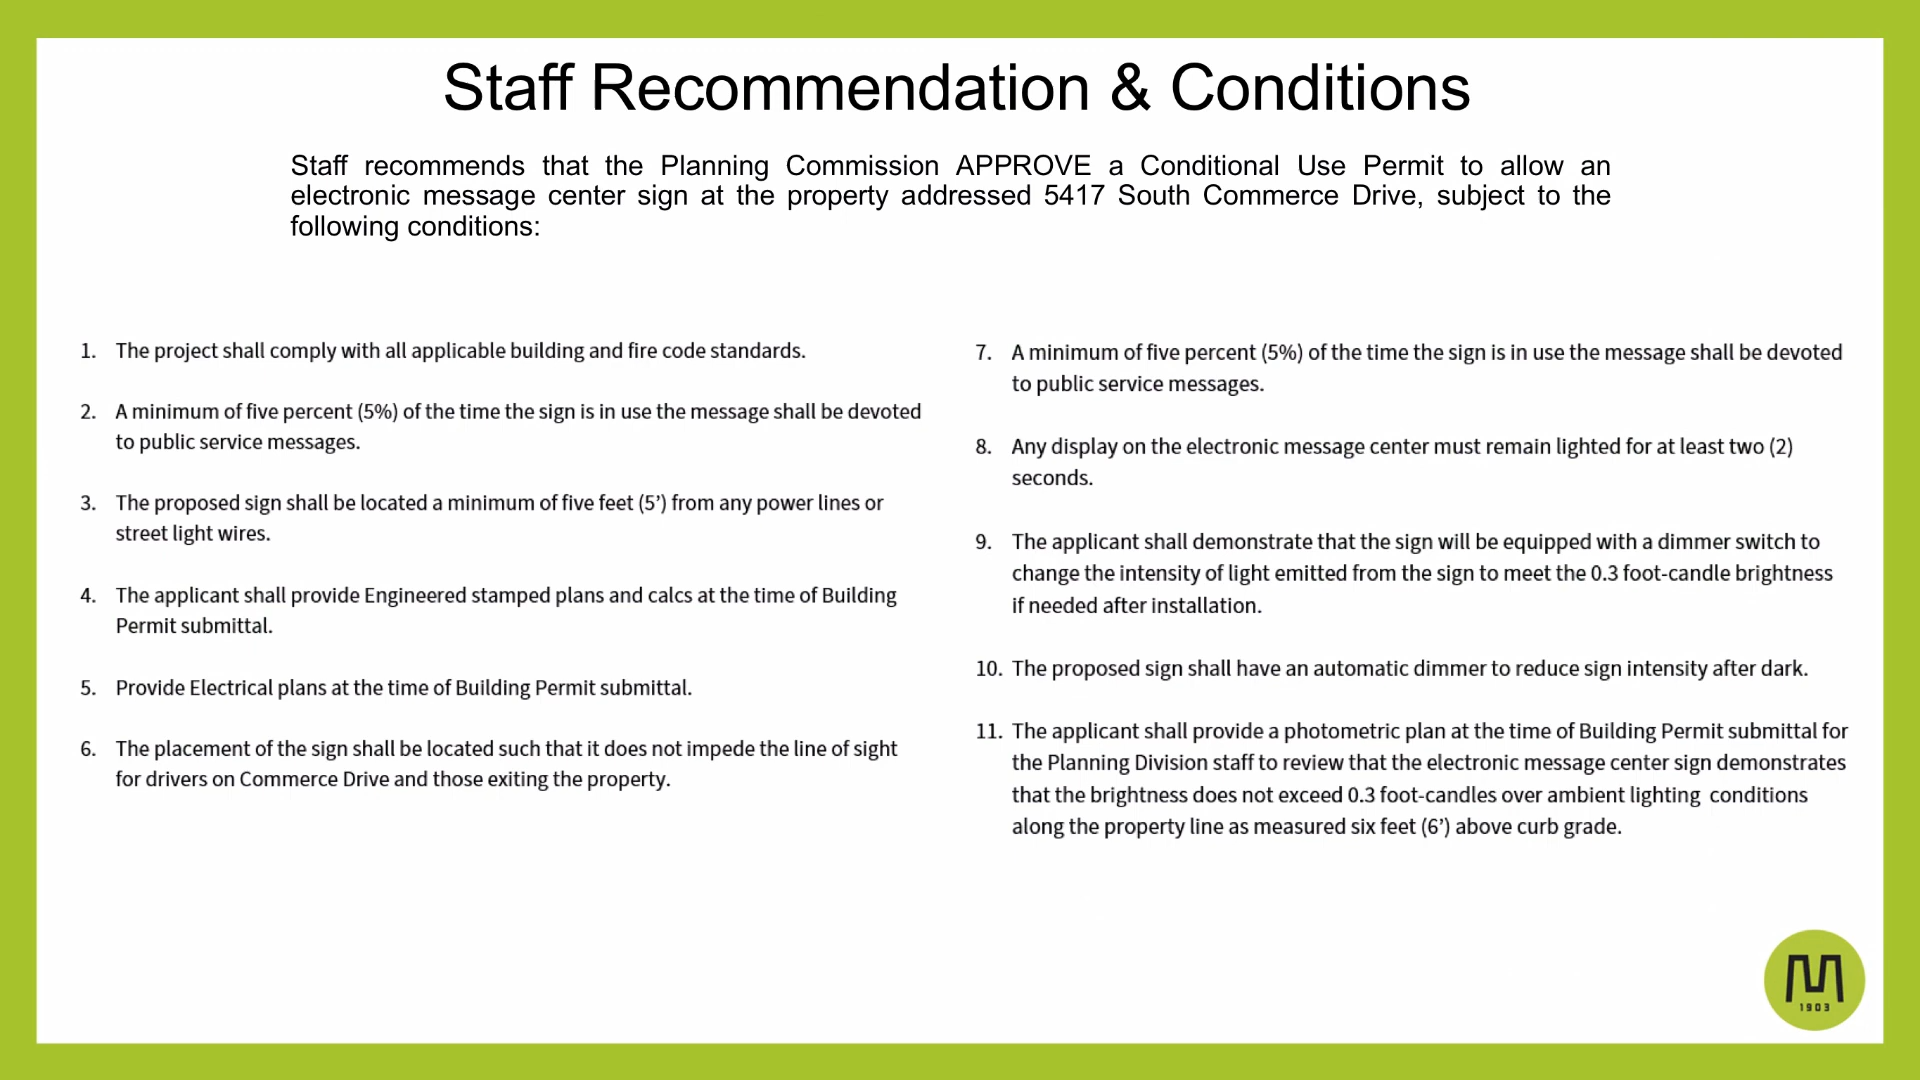 Staff Recommendation & Conditions
Staff recommends that the Planning Commission APPROVE a Conditional Use Permit to allow an
electronic message center sign at the property addressed 5417 South Commerce Drive, subject to the
following conditions:
1. The project shall comply with all applicable building and fire code standards.
2. A minimum of five percent (5%) of the time the sign is in use the message shall be devoted
to public service messages.
3. The proposed sign shall be located a minimum of five feet (5’) from any power lines or
street light wires.
4. The applicant shall provide Engineered stamped plans and calcs at the time of Building
Permit submittal.
5. Provide Electrical plans at the time of Building Permit submittal.
6. The placement of the sign shall be located such that it does not impede the line of sight
for drivers on Commerce Drive and those exiting the property.
7. A minimum of five percent (5%) of the time the sign is in use the message shall be devoted
to public service messages.
8. Any display on the electronic message center must remain lighted for at least two (2)
seconds.
9. The applicant shall demonstrate that the sign will be equipped with a dimmer switch to
change the intensity of light emitted from the sign to meet the 0.3 foot-candle brightness
if needed after installation.
10. The proposed sign shall have an automatic dimmer to reduce sign intensity after dark.
11. The applicant shall provide a photometric plan at the time of Building Permit submittal for
the Planning Division staff to review that the electronic message center sign demonstrates
that the brightness does not exceed 0.3 foot-candles over ambient lighting conditions
along the property line as measured six feet (6’) above curb grade.
M
1903